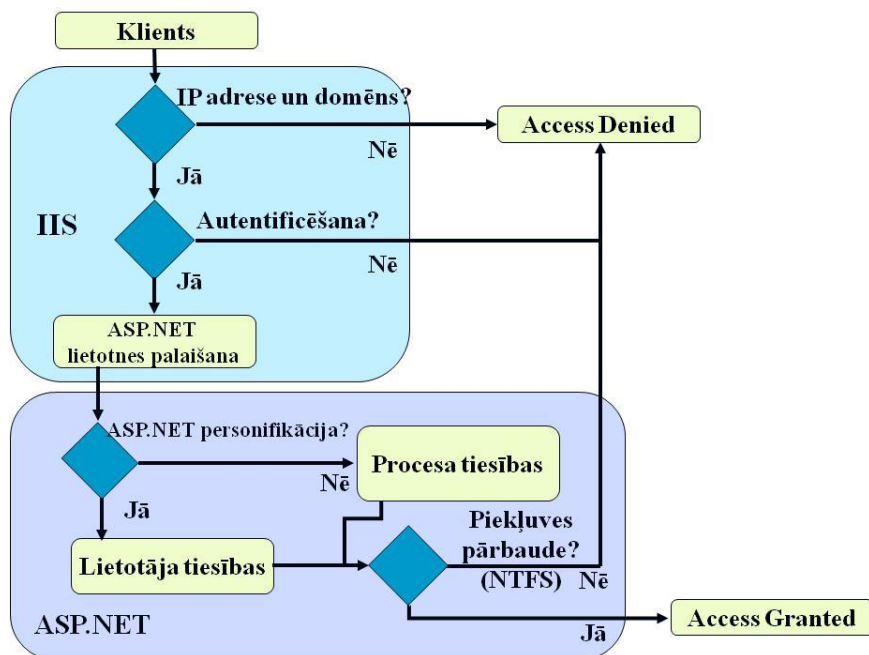 Klients
IP adrese un domēns?
Access Denied
Nē
Jā
IIS
Autentificēšana?
Nē
Jā
ASP.NET
lietotnes palaišana
ASP.NET personifikācija?
Procesa tiesības
Nē
Jā
Piekļuves
pārbaude?
(NTFS)
Nē
Lietotāja tiesības
ASP.NET
Jā
Access Granted